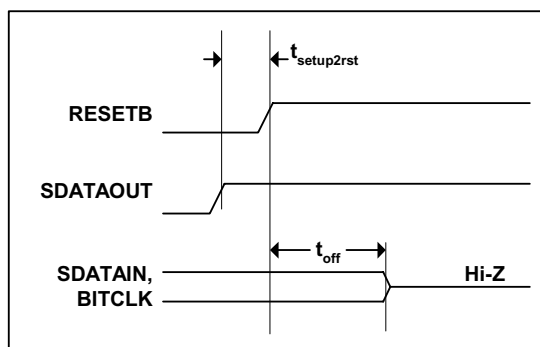 t_setup2rst
RESETB
SDATAOUT
t_off
SDATAIN,
BITCLK
Hi-Z